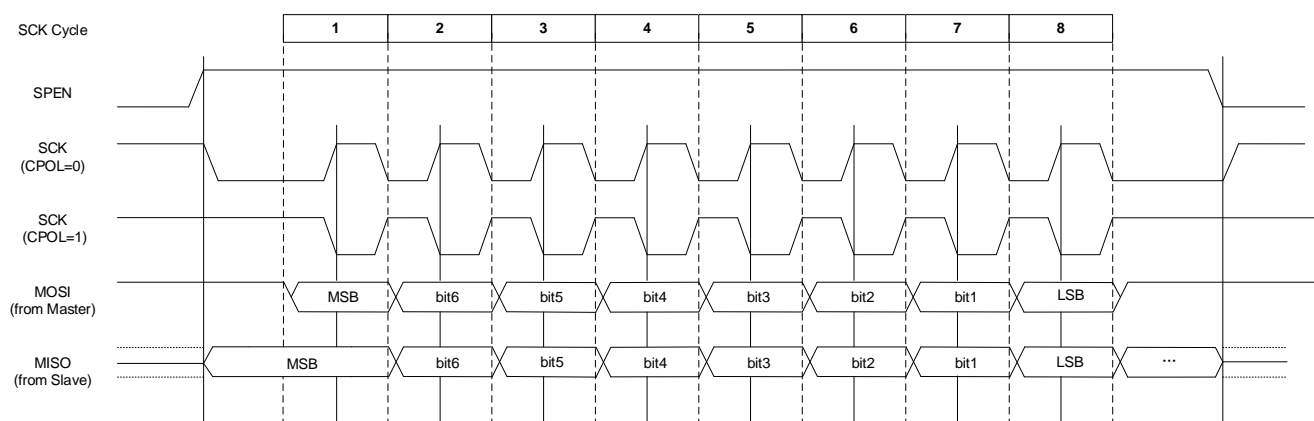 SCK Cycle 1 2 3 4 5 6 7 8
SPEN
SCK
(CPOL=0)
SCK
(CPOL=1)
MOSI
(from Master)
MSB bit6 bit5 bit4 bit3 bit2 bit1 LSB
MISO
(from Slave)
MSB bit6 bit5 bit4 bit3 bit2 bit1 LSB ...